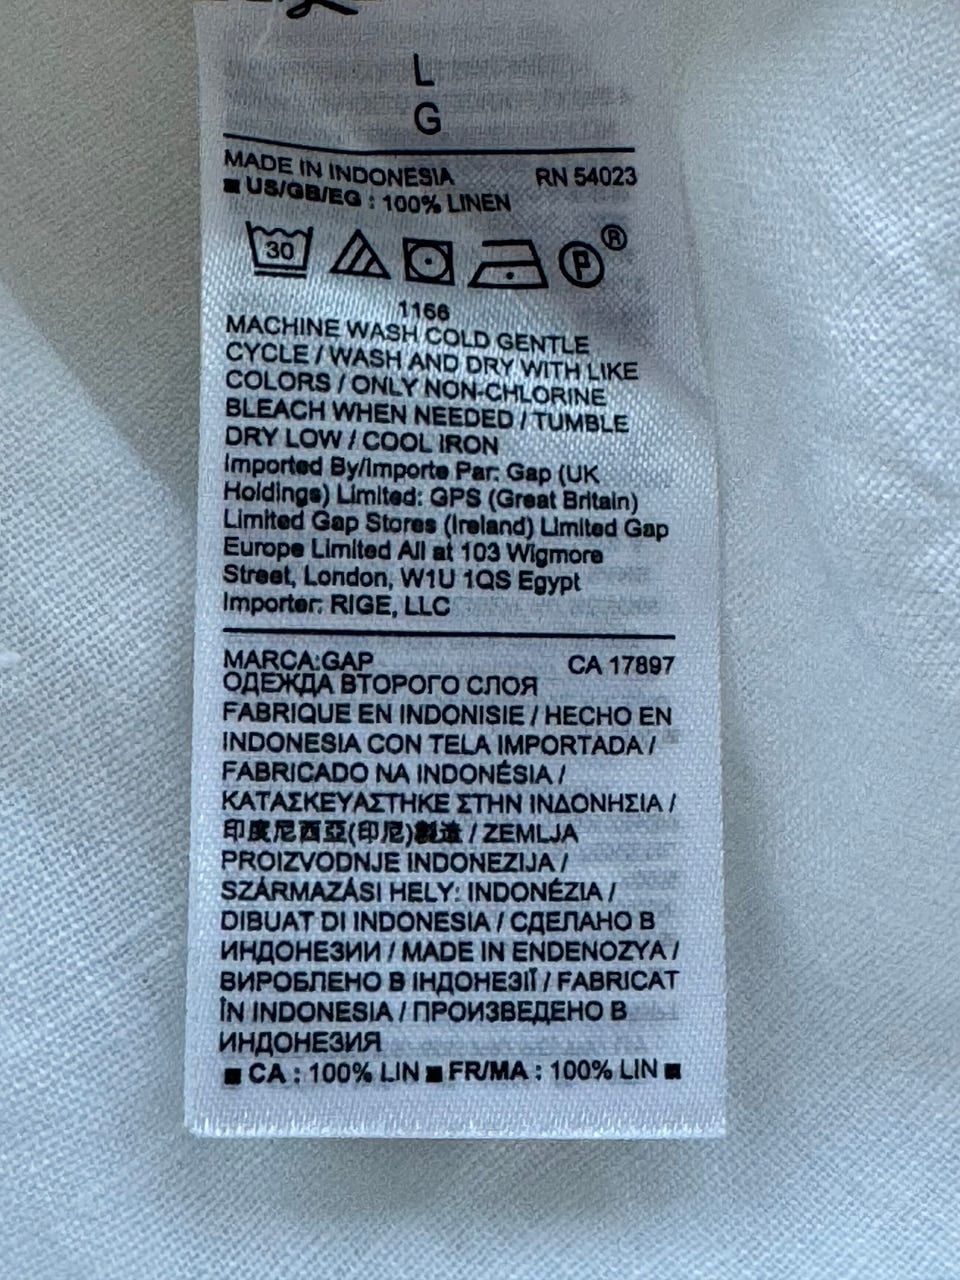 L
G
MADE IN INDONESIA RN 54023
■ US/GB/EG : 100% LINEN
30 P ®
1166
MACHINE WASH COLD GENTLE
CYCLE / WASH AND DRY WITH LIKE
COLORS / ONLY NON-CHLORINE
BLEACH WHEN NEEDED / TUMBLE
DRY LOW / COOL IRON
Imported By/Importe Par: Gap (UK
Holdings) Limited: GPS (Great Britain)
Limited Gap Stores (Ireland) Limited Gap
Europe Limited All at 103 Wigmore
Street, London, W1U 1QS Egypt
Importer: RIGE, LLC
MARCA:GAP CA 17897
ОДЕЖДА ВТОРОГО СЛОЯ
FABRIQUE EN INDONISIE / HECHO EN
INDONESIA CON TELA IMPORTADA /
FABRICADO NA INDONÉSIA /
ΚΑΤΑΣΚΕΥΑΣΤΗΚΕ ΣΤΗΝ ΙΝΔΟΝΗΣΙΑ /
印度尼西亞(印尼)製造 / ZEMLJA
PROIZVODNJE INDONEZIJA /
SZÁRMAZÁSI HELY: INDONÉZIA /
DIBUAT DI INDONESIA / СДЕЛАНО В
ИНДОНЕЗИИ / MADE IN ENDENOZYA /
ВИРОБЛЕНО В ІНДОНЕЗІЇ / FABRICAT
ÎN INDONESIA / ПРОИЗВЕДЕНО В
ИНДОНЕЗИЯ
■ CA : 100% LIN ■ FR/MA : 100% LIN ■